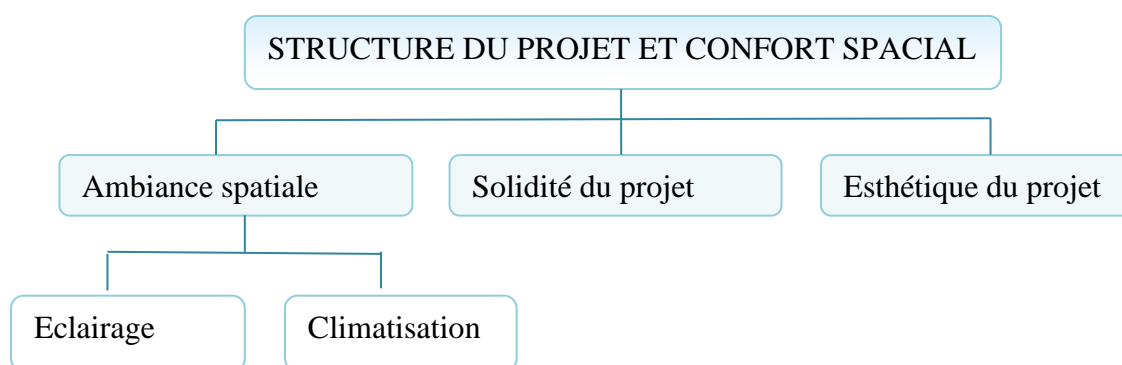 STRUCTURE DU PROJET ET CONFORT SPACIAL
Ambiance spatiale
Solidité du projet
Esthétique du projet
Eclairage
Climatisation